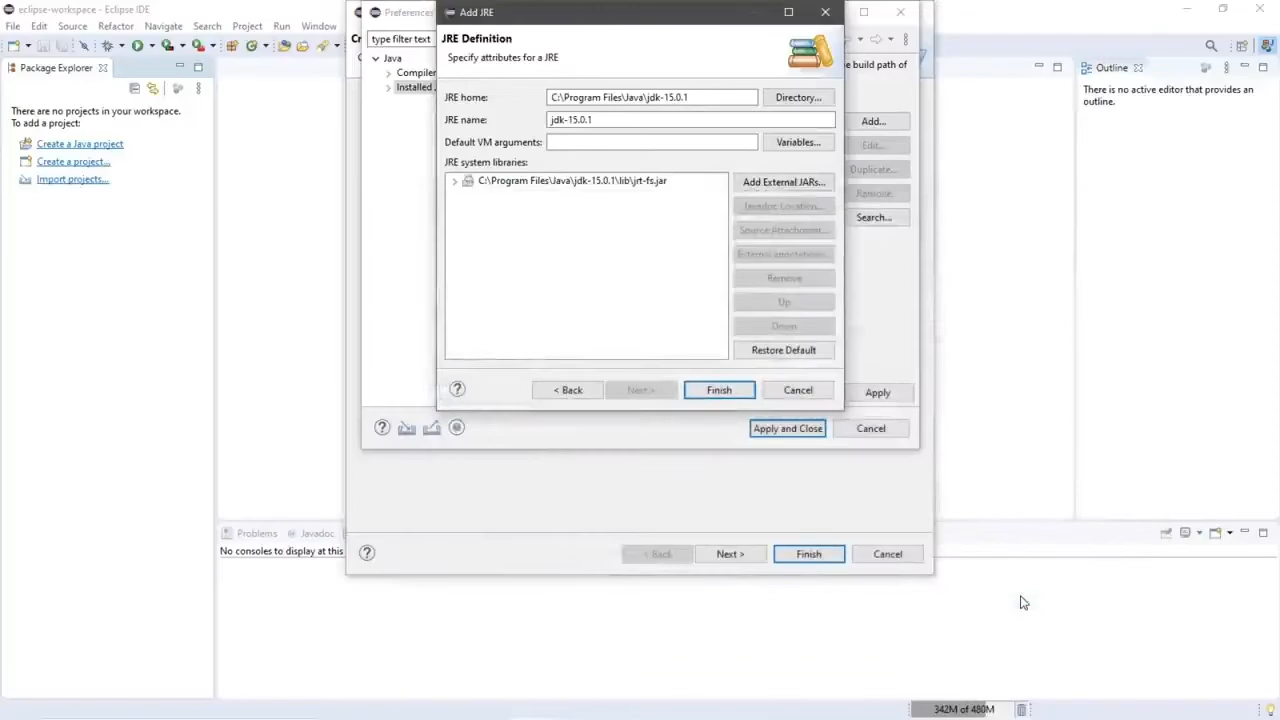 eclipse-workspace - Eclipse IDE
File Edit Source Refactor Navigate Search Project Run Window
Package Explorer
There are no projects in your workspace.
To add a project:
Create a Java project
Create a project...
Import projects...
Preferences
type filter text
Java
Compiler
Installed
Add JRE
JRE Definition
Specify attributes for a JRE
JRE home: C:\Program Files\Java\jdk-15.0.1 Directory...
JRE name: jdk-15.0.1
Default VM arguments: Variables...
JRE system libraries:
C:\Program Files\Java\jdk-15.0.1\lib\jrt-fs.jar
Add External JARs...
Javadoc Location...
Source Attachment...
External annotations...
Remove
Up
Down
Restore Default
< Back Next > Finish Cancel
he build path of
Add...
Edit...
Duplicate...
Remove
Search...
Apply
Apply and Close Cancel
< Back Next > Finish Cancel
Outline
There is no active editor that provides an
outline.
Problems Javadoc
No consoles to display at this
342M of 480M